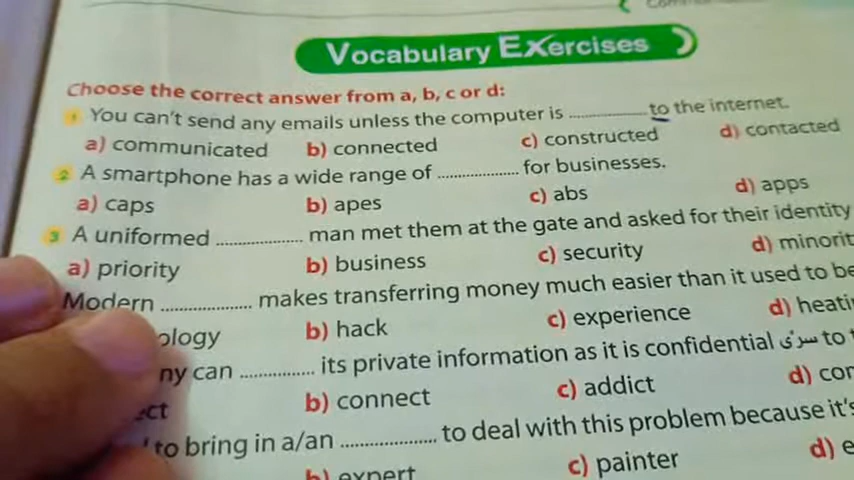 Vocabulary Exercises
Choose the correct answer from a, b, c or d:
1 You can't send any emails unless the computer is .................. to the internet.
a) communicated b) connected c) constructed d) contacted
2 A smartphone has a wide range of .................. for businesses.
a) caps b) apes c) abs d) apps
3 A uniformed .................. man met them at the gate and asked for their identity
a) priority b) business c) security d) minorit
Modern .................. makes transferring money much easier than it used to be
ology b) hack c) experience d) heati
ny can .................. its private information as it is confidential سرّى to
ect b) connect c) addict d) con
to bring in a/an .................. to deal with this problem because it's
b) expert c) painter d) e